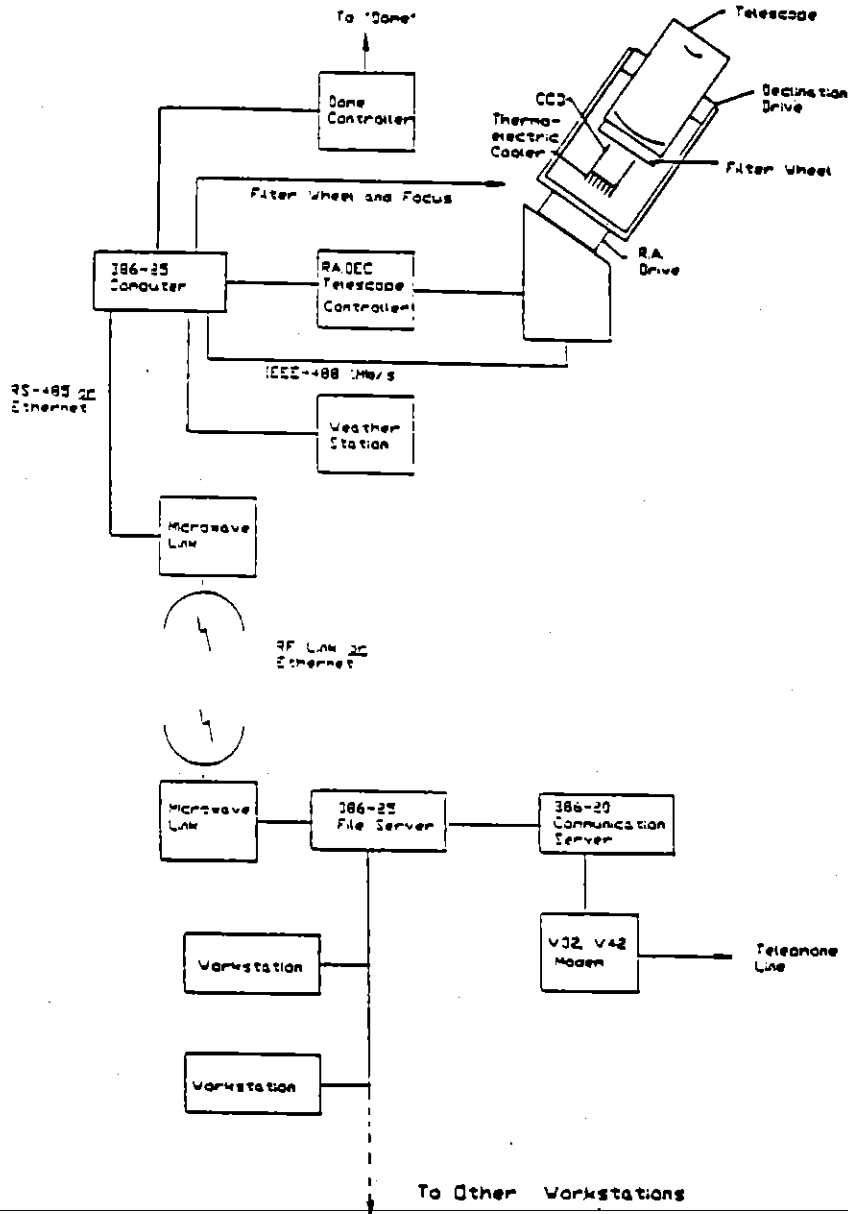 To "Dome"
Telescope
Dome
Controller
CCD
Declination
Drive
Thermo-
electric
Cooler
Filter Wheel
Filter Wheel and Focus
R.A.
Drive
386-25
Computer
RA,DEC
Telescope
Controller
IEEE-488 1Mb/s
RS-485 or
Ethernet
Weather
Station
Microwave
Link
RF Link or
Ethernet
Microwave
Link
386-25
File Server
386-20
Communication
Server
V.32, V.42
Modem
Telephone
Line
Workstation
Workstation
To Other Workstations